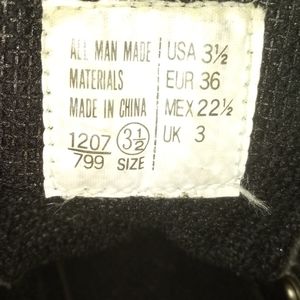 ALL MAN MADE
MATERIALS
MADE IN CHINA
1207
799
3½
SIZE
USA 3½
EUR 36
MEX 22½
UK 3